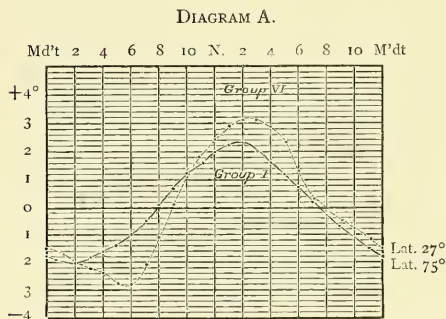 DIAGRAM A.
Md't 2 4 6 8 10 N. 2 4 6 8 10 M'dt
+4°
Group VI
3
2
1
Group I
0
1
Lat. 27°
2
Lat. 75°
3
−4